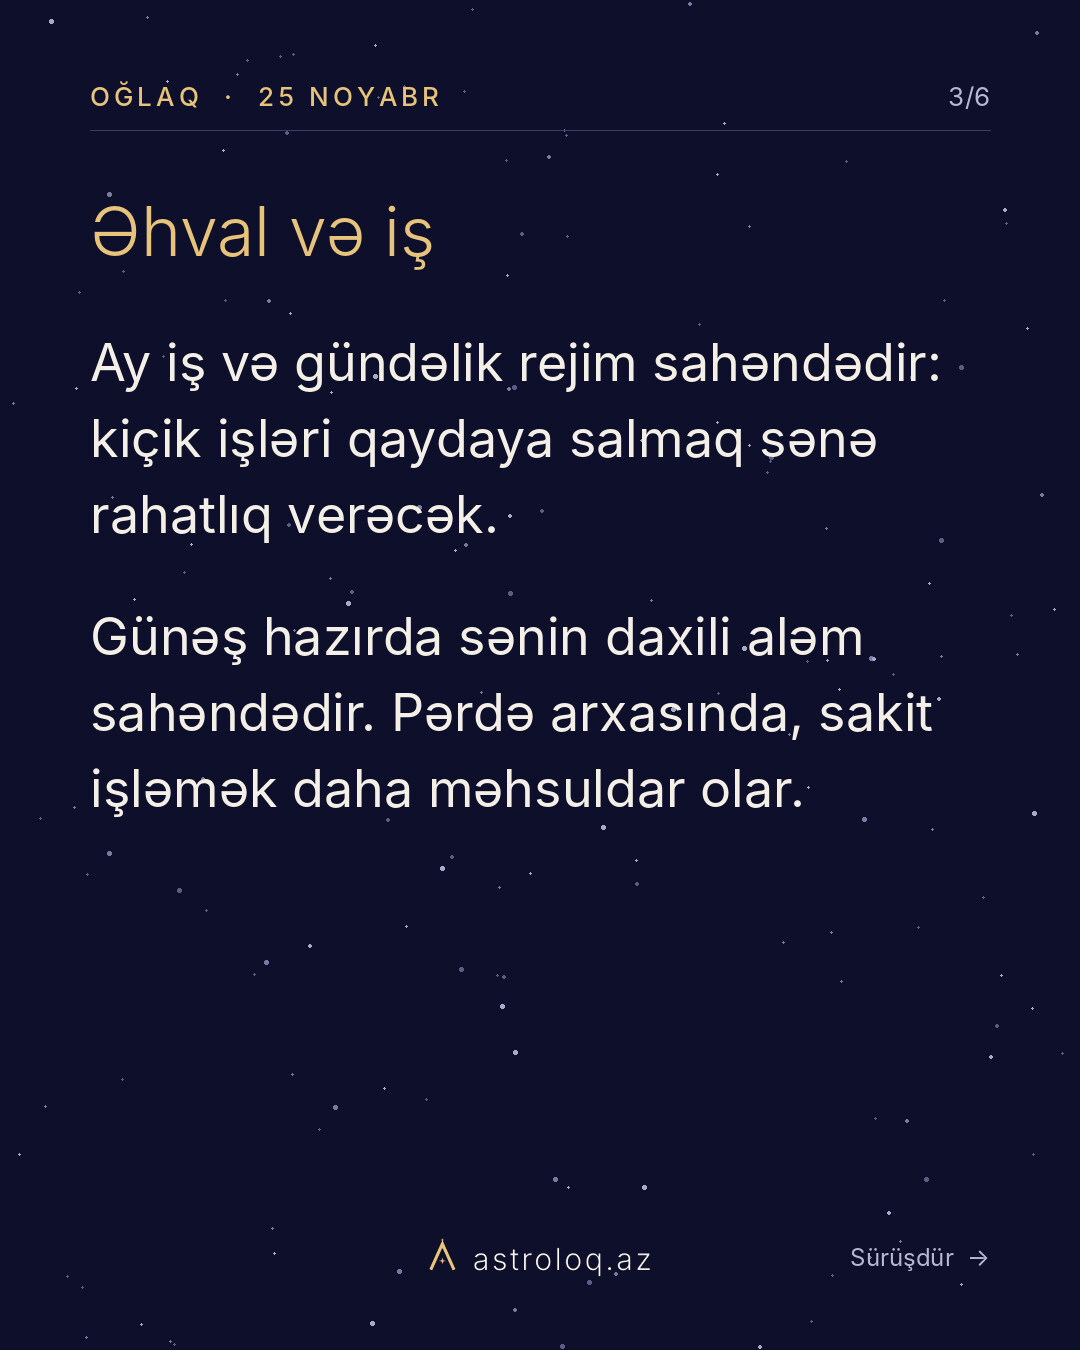 OĞLAQ · 25 NOYABR
3/6
Əhval və iş
Ay iş və gündəlik rejim sahəndədir:
kiçik işləri qaydaya salmaq sənə
rahatlıq verəcək.
Günəş hazırda sənin daxili aləm
sahəndədir. Pərdə arxasında, sakit
işləmək daha məhsuldar olar.
astroloq.az
Sürüşdür →